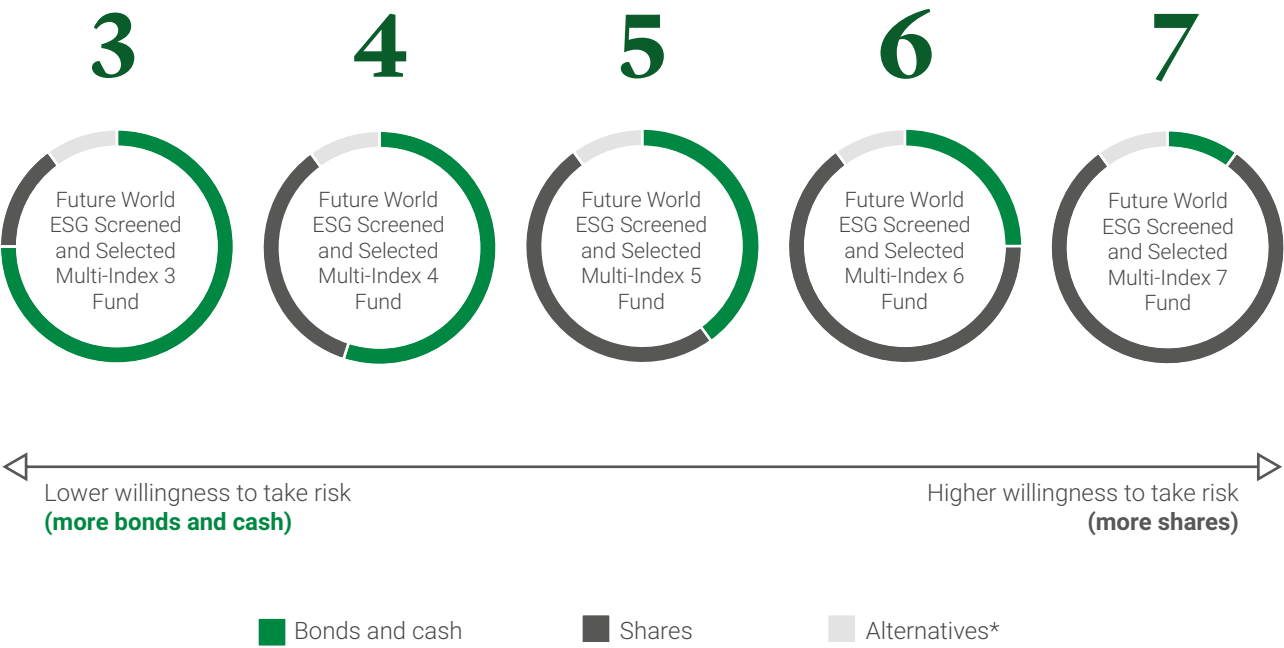 3
4
5
6
7
Future World
ESG Screened
and Selected
Multi-Index 3
Fund
Future World
ESG Screened
and Selected
Multi-Index 4
Fund
Future World
ESG Screened
and Selected
Multi-Index 5
Fund
Future World
ESG Screened
and Selected
Multi-Index 6
Fund
Future World
ESG Screened
and Selected
Multi-Index 7
Fund
Lower willingness to take risk
(more bonds and cash)
Higher willingness to take risk
(more shares)
Bonds and cash
Shares
Alternatives*